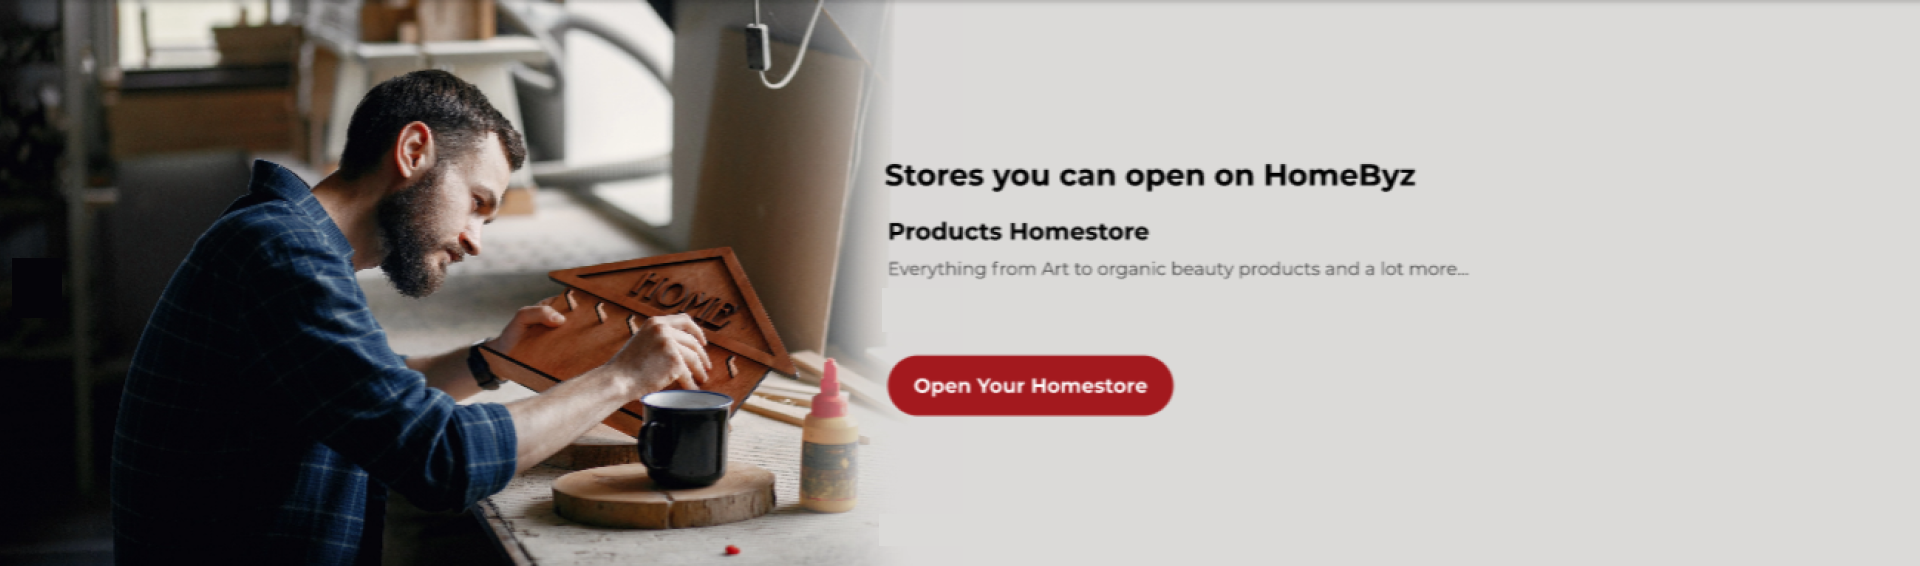 HOME
Stores you can open on HomeByz
Products Homestore
Everything from Art to organic beauty products and a lot more...
Open Your Homestore